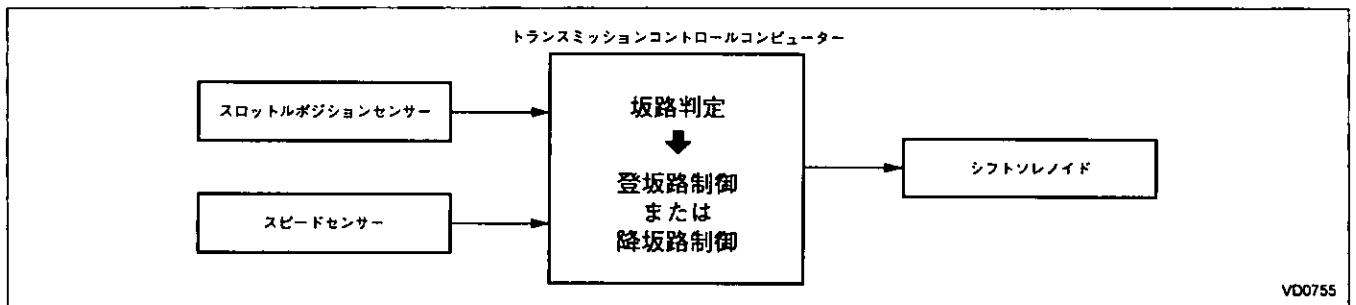 トランスミッションコントロールコンピューター
スロットルポジションセンサー
スピードセンサー
坂路判定
登坂路制御
または
降坂路制御
シフトソレノイド
VD0755